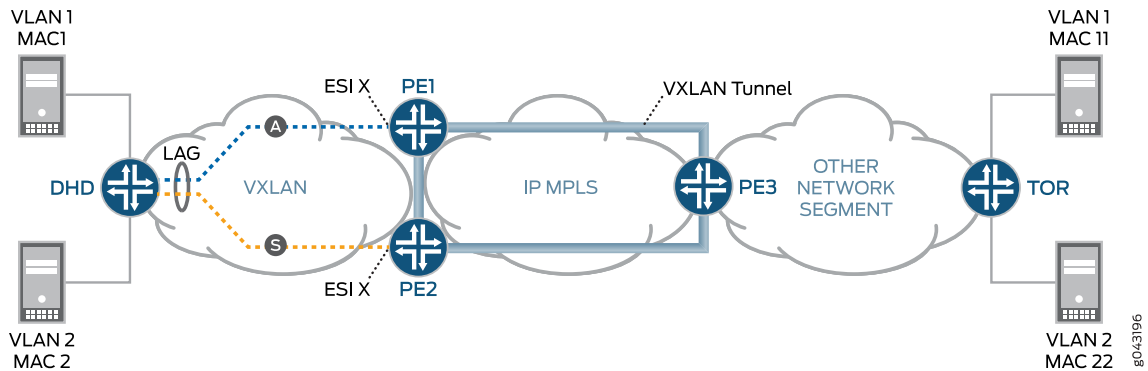 VLAN 1
MAC1
VLAN 1
MAC 11
ESI X
PE1
VXLAN Tunnel
A
LAG
DHD
VXLAN
IP MPLS
PE3
OTHER
NETWORK
SEGMENT
TOR
S
ESI X
PE2
VLAN 2
MAC 2
VLAN 2
MAC 22
g043196